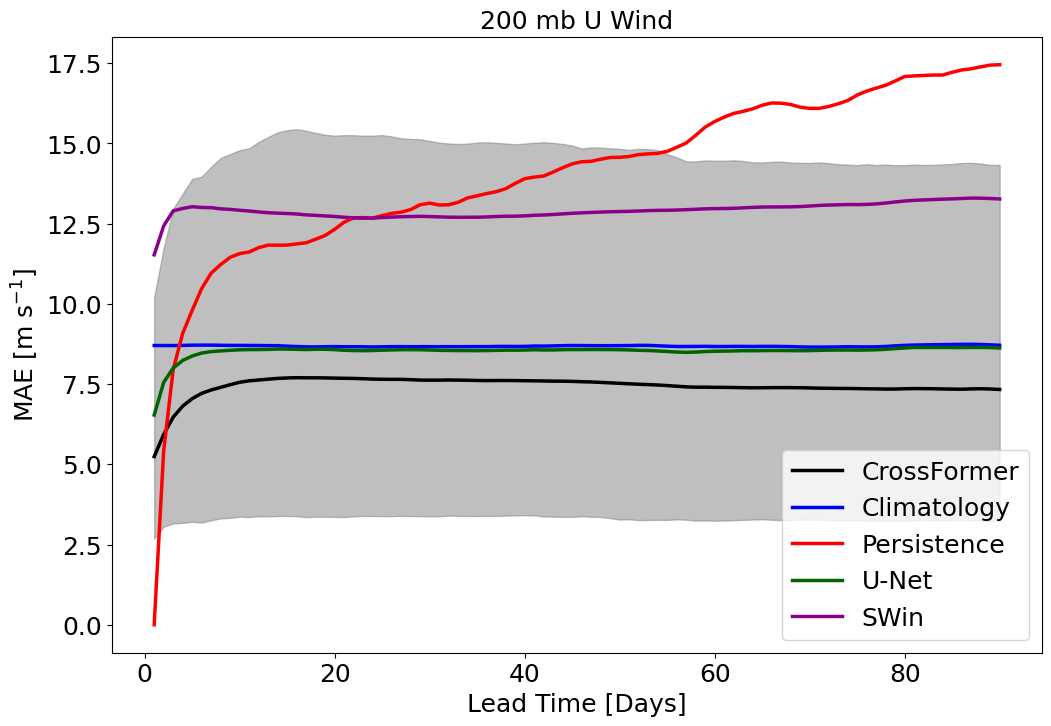 200 mb U Wind
MAE [m s⁻¹]
17.5
15.0
12.5
10.0
7.5
5.0
2.5
0.0
0 20 40 60 80
Lead Time [Days]
CrossFormer
Climatology
Persistence
U-Net
SWin